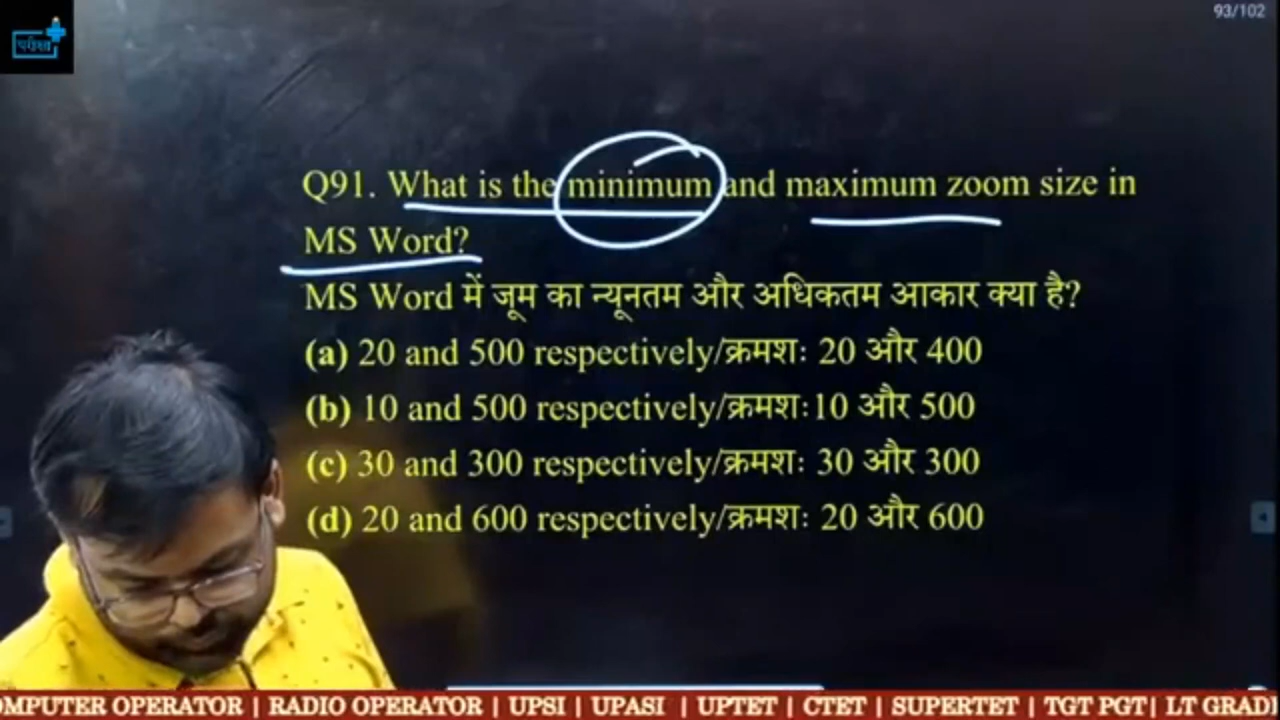 93/102
परीक्षा
Q91. What is the minimum and maximum zoom size in
MS Word?
MS Word में जूम का न्यूनतम और अधिकतम आकार क्या है?
(a) 20 and 500 respectively/क्रमशः 20 और 400
(b) 10 and 500 respectively/क्रमशः10 और 500
(c) 30 and 300 respectively/क्रमशः 30 और 300
(d) 20 and 600 respectively/क्रमशः 20 और 600
OMPUTER OPERATOR | RADIO OPERATOR | UPSI | UPASI | UPTET | CTET | SUPERTET | TGT PGT| LT GRAD